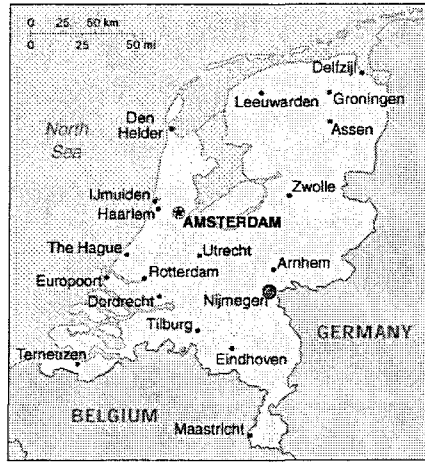 0 25 50 km
0 25 50 mi
Delfzijl
Leeuwarden
Groningen
Den
Helder
Assen
North
Sea
Zwolle
IJmuiden
Haarlem
AMSTERDAM
The Hague
Utrecht
Arnhem
Europoort
Rotterdam
Dordrecht
Nijmegen
Tilburg
GERMANY
Terneuzen
Eindhoven
BELGIUM
Maastricht